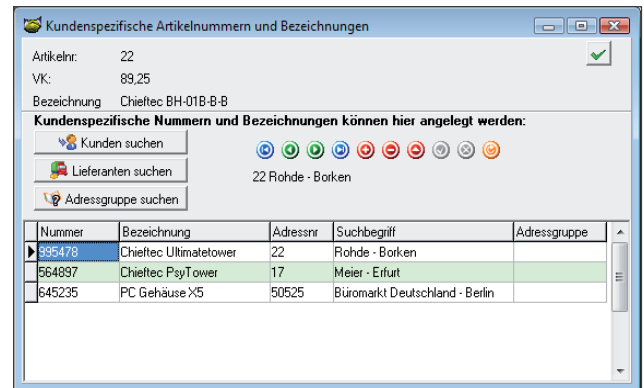 Kundenspezifische Artikelnummern und Bezeichnungen
Artikelnr: 22
VK: 89,25
Bezeichnung Chieftec BH-01B-B-B
Kundenspezifische Nummern und Bezeichnungen können hier angelegt werden:
Kunden suchen
Lieferanten suchen
22 Rohde - Borken
Adressgruppe suchen
Nummer Bezeichnung Adressnr Suchbegriff Adressgruppe
995478 Chieftec Ultimatetower 22 Rohde - Borken
564897 Chieftec PsyTower 17 Meier - Erfurt
645235 PC Gehäuse X5 50525 Büromarkt Deutschland - Berlin